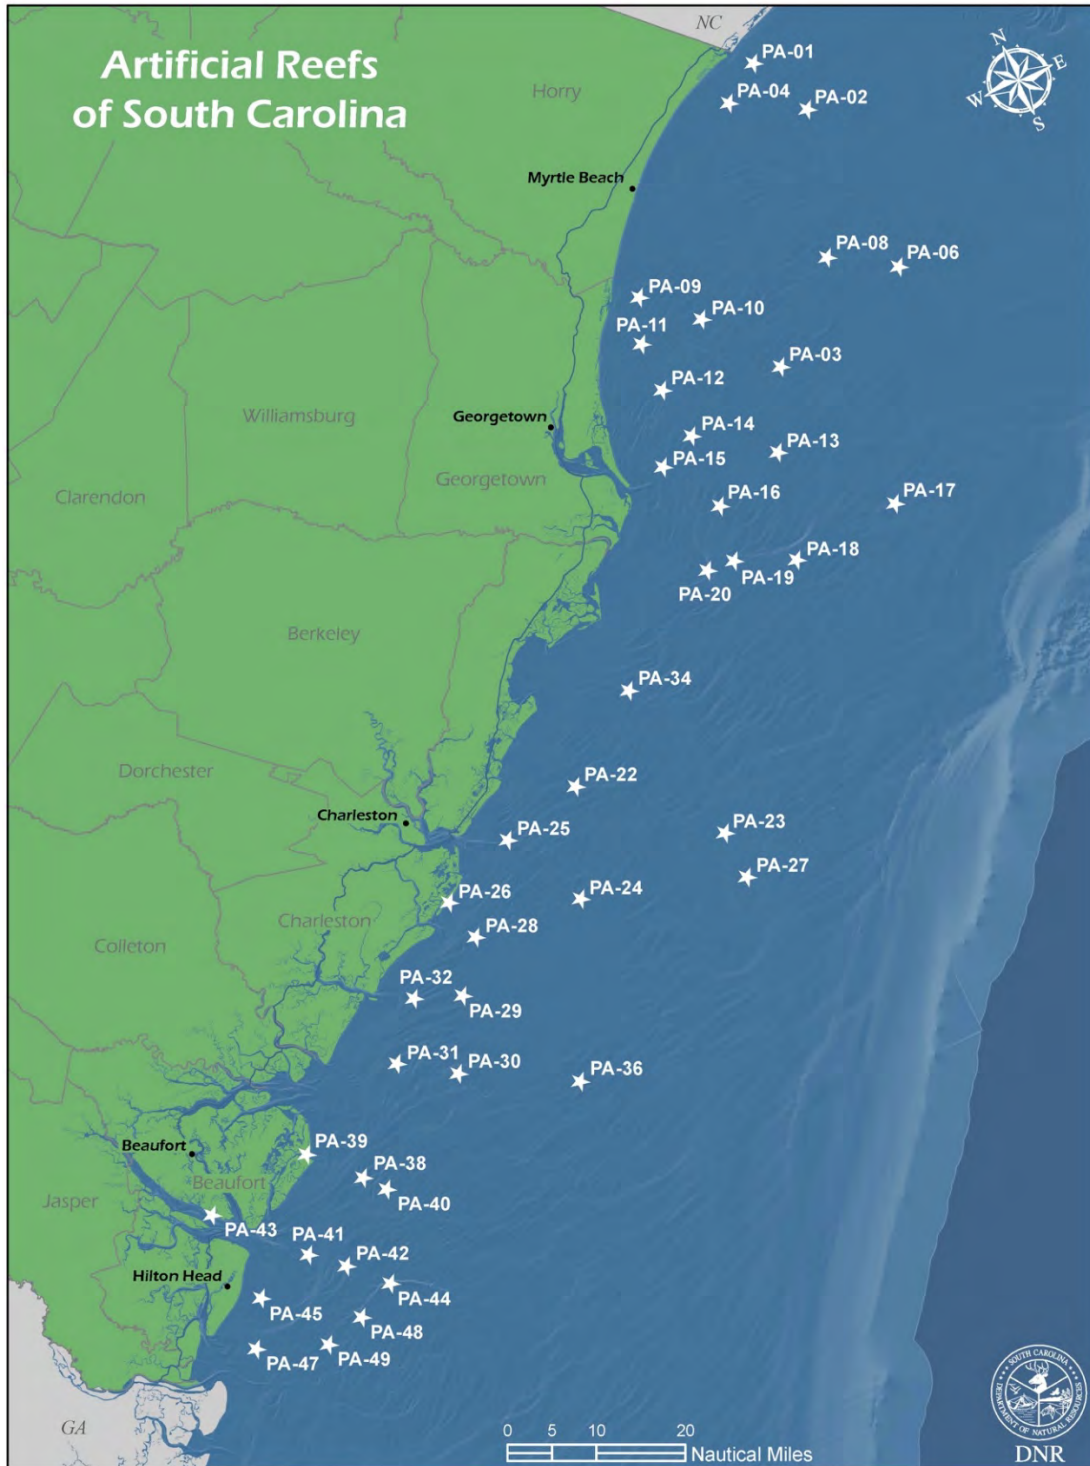 NC
Artificial Reefs
of South Carolina
N
E
W
S
PA-01
PA-04
PA-02
Horry
Myrtle Beach
PA-08
PA-06
PA-09
PA-10
PA-11
PA-03
PA-12
Williamsburg
Georgetown
PA-14
PA-13
PA-15
Georgetown
Clarendon
PA-16
PA-17
PA-18
PA-19
PA-20
Berkeley
PA-34
Dorchester
PA-22
Charleston
PA-25
PA-23
PA-27
PA-26
PA-24
Charleston
PA-28
Colleton
PA-32
PA-29
PA-31
PA-30
PA-36
PA-39
Beaufort
PA-38
Beaufort
Jasper
PA-40
PA-43
PA-41
PA-42
Hilton Head
PA-44
PA-45
PA-48
PA-47
PA-49
GA
0 5 10 20
Nautical Miles
SOUTH CAROLINA
DEPARTMENT OF NATURAL RESOURCES
DNR